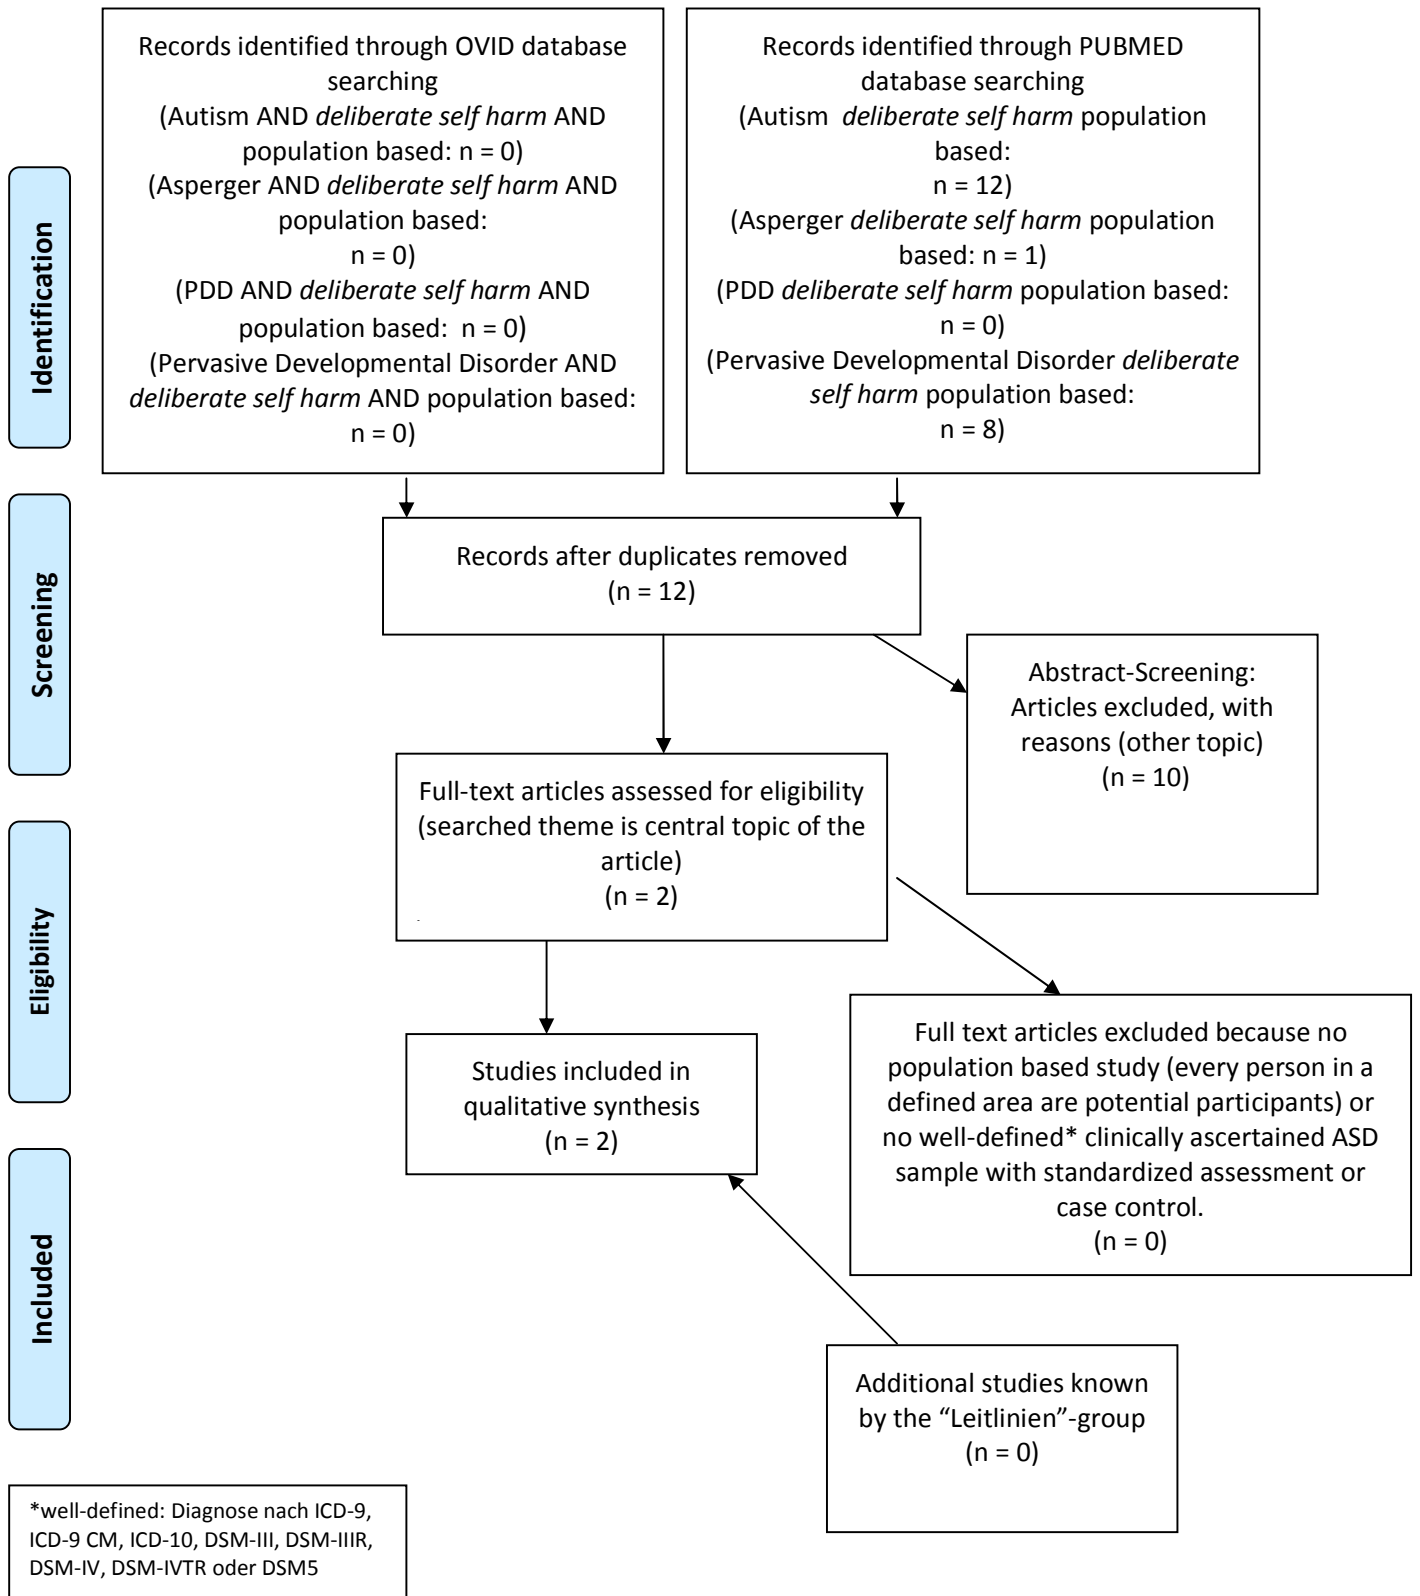 Records identified through OVID database
searching
(Autism AND deliberate self harm AND
population based: n = 0)
(Asperger AND deliberate self harm AND
population based:
n = 0)
(PDD AND deliberate self harm AND
population based: n = 0)
(Pervasive Developmental Disorder AND
deliberate self harm AND population based:
n = 0)
Records identified through PUBMED
database searching
(Autism deliberate self harm population
based:
n = 12)
(Asperger deliberate self harm population
based: n = 1)
(PDD deliberate self harm population based:
n = 0)
(Pervasive Developmental Disorder deliberate
self harm population based:
n = 8)
Identification
Screening
Records after duplicates removed
(n = 12)
Abstract-Screening:
Articles excluded, with
reasons (other topic)
(n = 10)
Eligibility
Full-text articles assessed for eligibility
(searched theme is central topic of the
article)
(n = 2)
Full text articles excluded because no
population based study (every person in a
defined area are potential participants) or
no well-defined* clinically ascertained ASD
sample with standardized assessment or
case control.
(n = 0)
Studies included in
qualitative synthesis
(n = 2)
Included
Additional studies known
by the “Leitlinien”-group
(n = 0)
*well-defined: Diagnose nach ICD-9,
ICD-9 CM, ICD-10, DSM-III, DSM-IIIR,
DSM-IV, DSM-IVTR oder DSM5